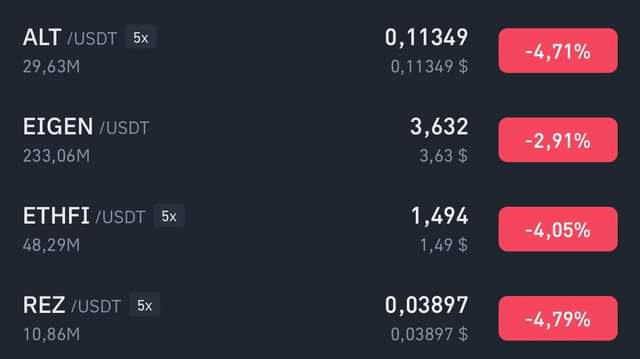 ALT /USDT 5x 0,11349 -4,71%
29,63M 0,11349 $
EIGEN /USDT 3,632 -2,91%
233,06M 3,63 $
ETHFI /USDT 5x 1,494 -4,05%
48,29M 1,49 $
REZ /USDT 5x 0,03897 -4,79%
10,86M 0,03897 $